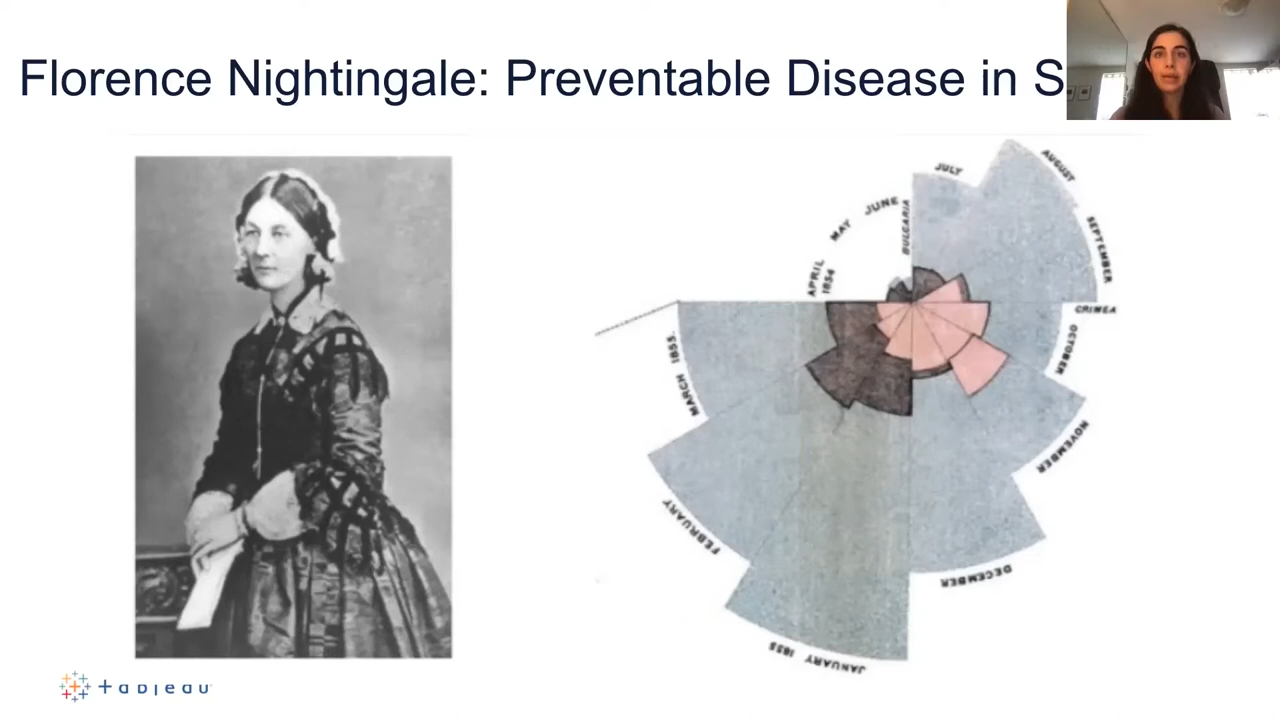 Florence Nightingale: Preventable Disease in S
JULY
AUGUST
SEPTEMBER
CRIMEA
OCTOBER
NOVEMBER
DECEMBER
JANUARY 1855
FEBRUARY
MARCH 1855.
APRIL
1854
MAY
JUNE
BULGARIA
+ableau